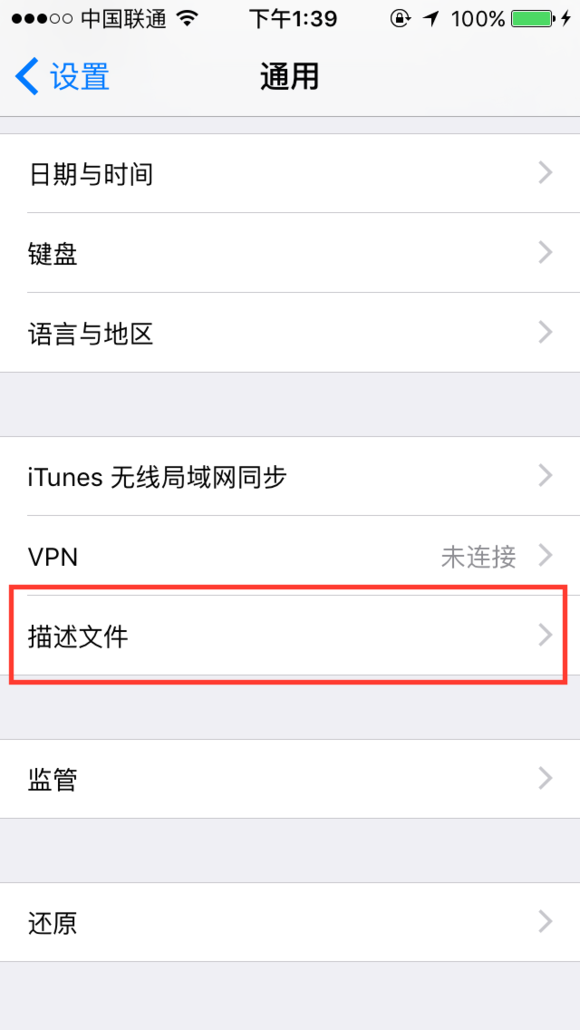 中国联通 下午1:39 100%
设置 通用
日期与时间
键盘
语言与地区
iTunes 无线局域网同步
VPN 未连接
描述文件
监管
还原